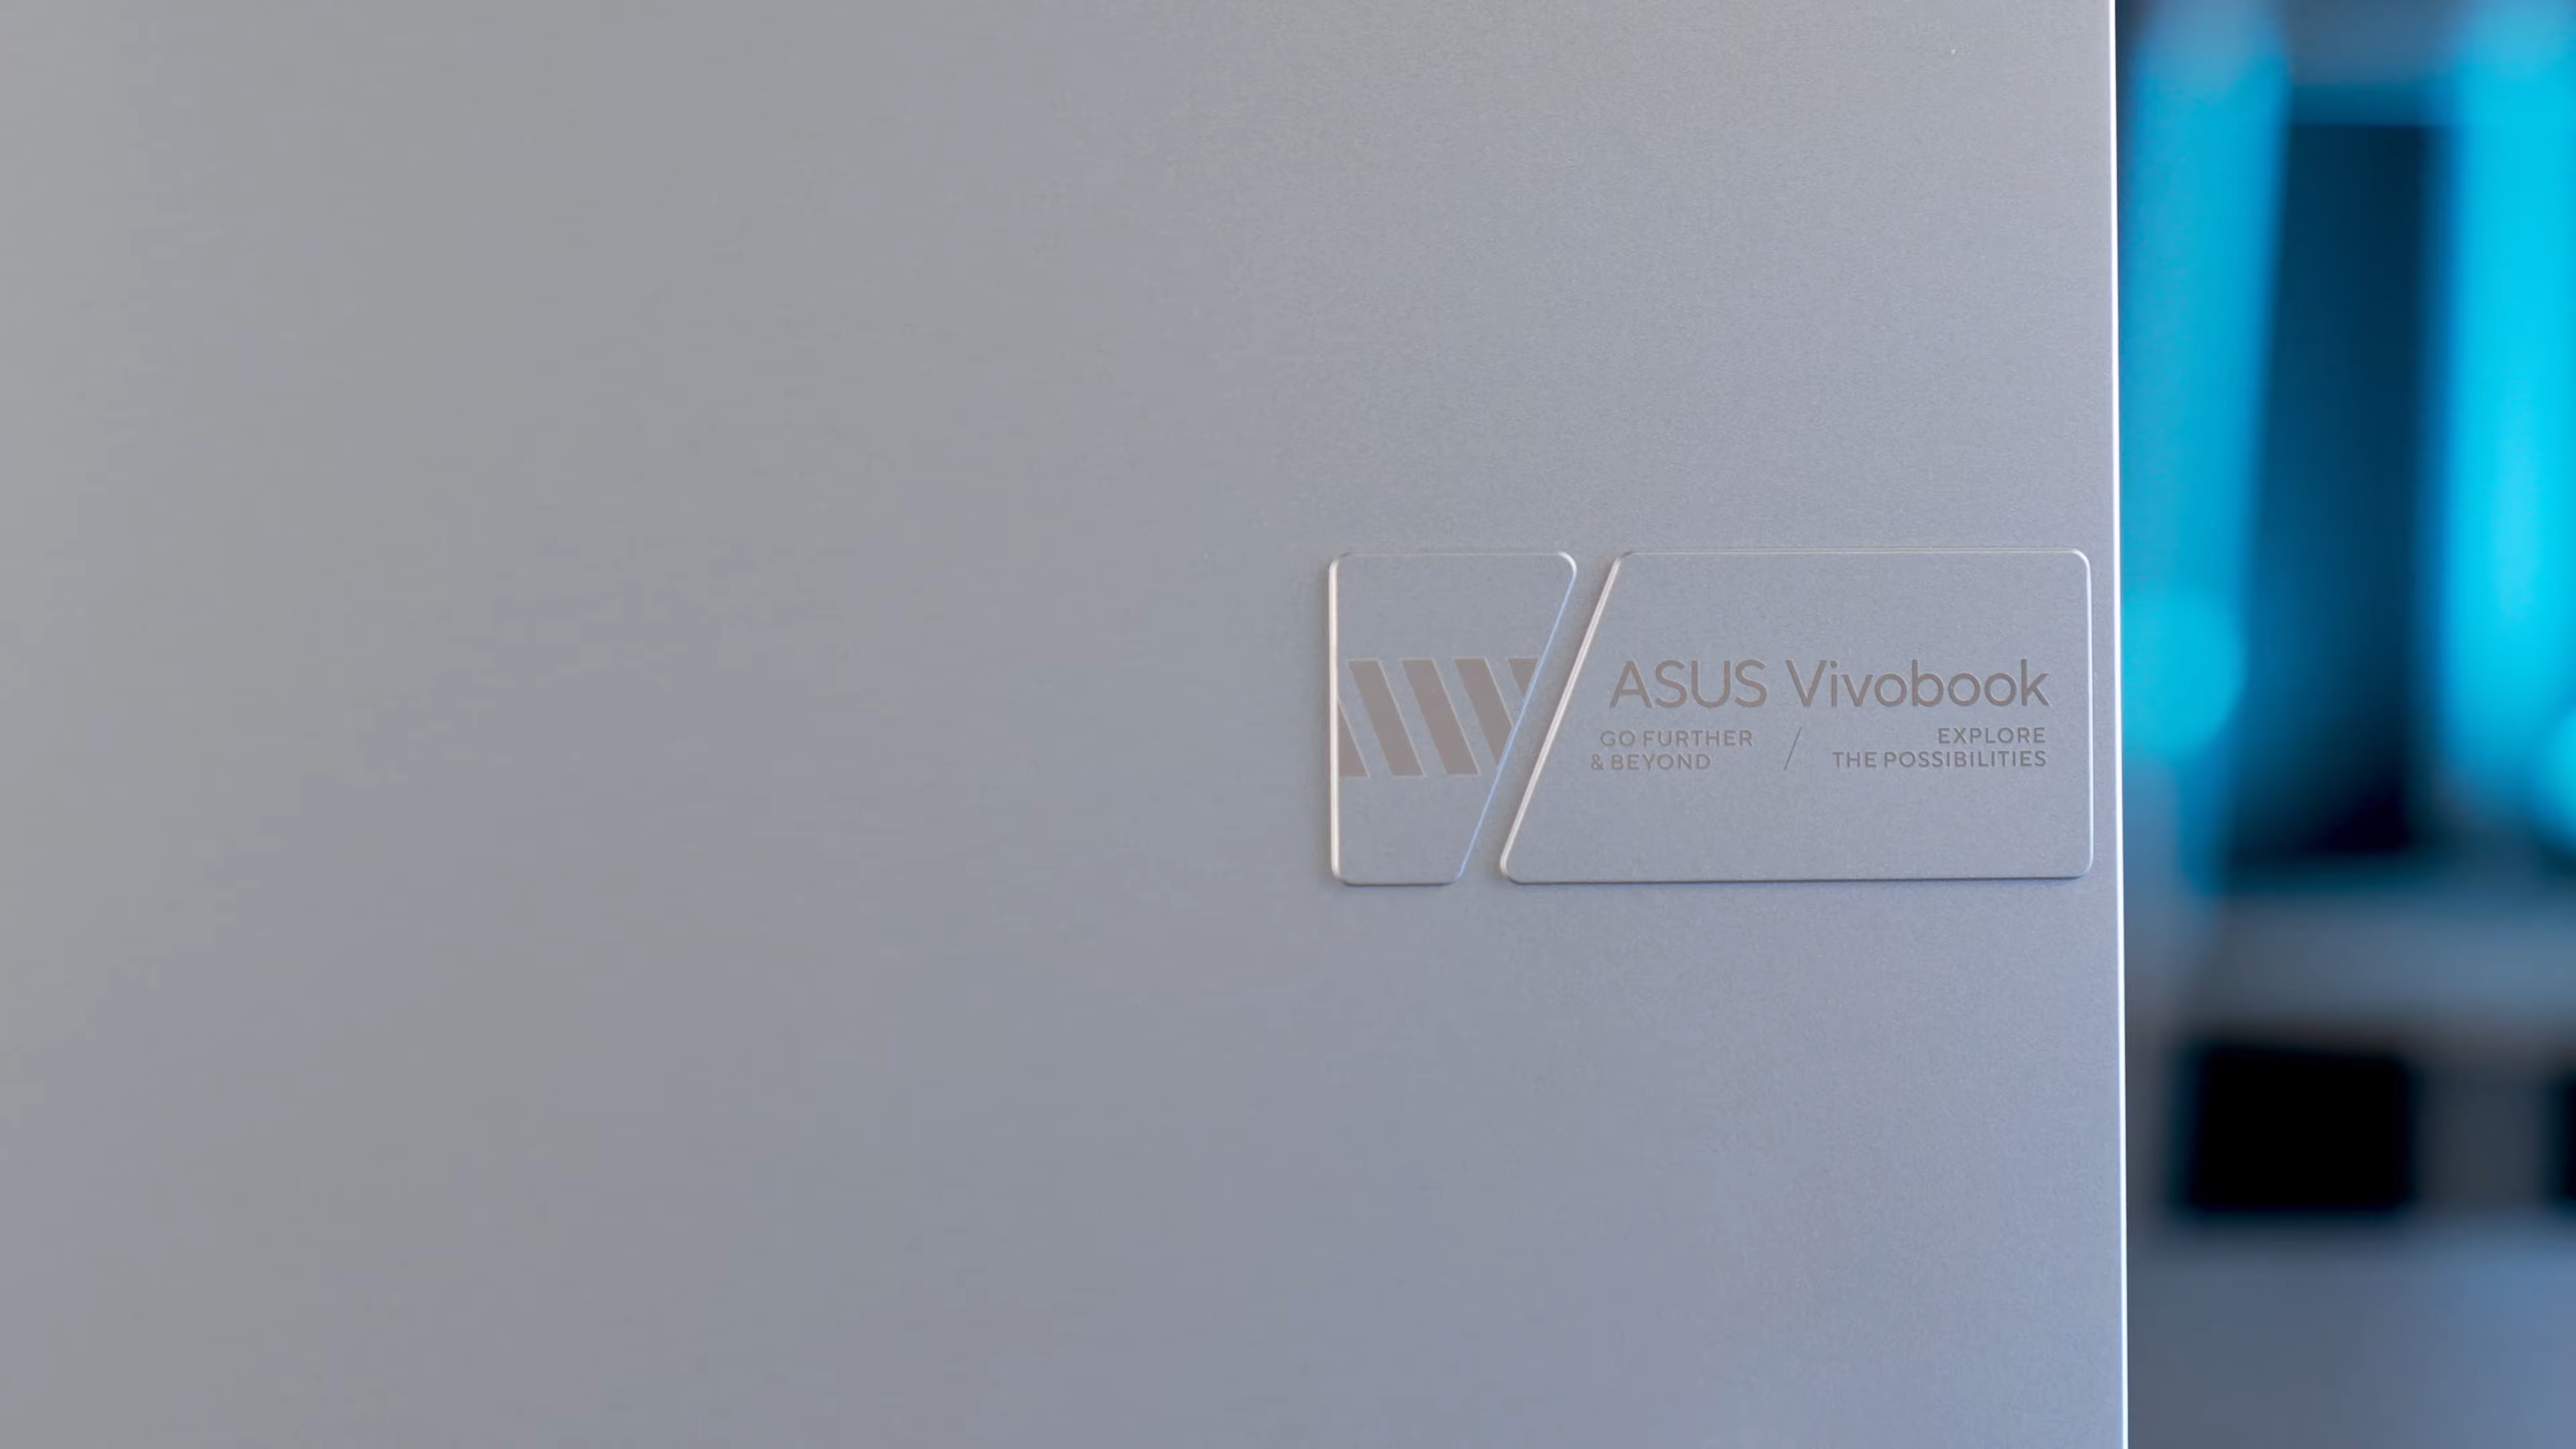 ASUS Vivobook
GO FURTHER
& BEYOND
/
EXPLORE
THE POSSIBILITIES